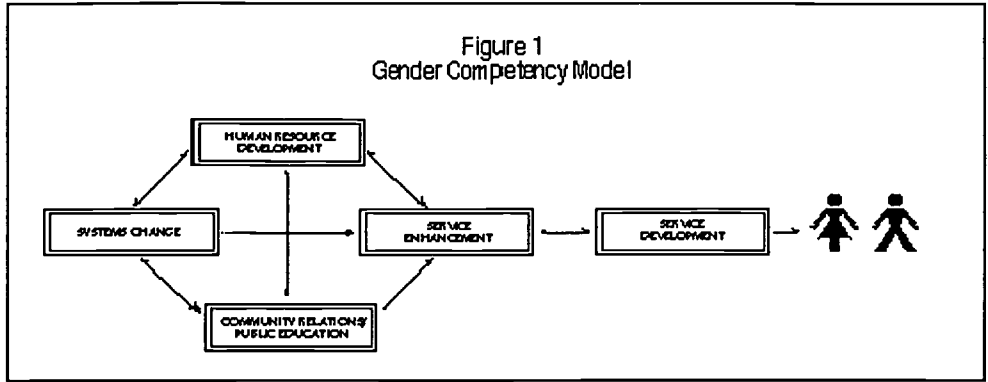 Figure 1
Gender Competency Model
HUMAN RESOURCE
DEVELOPMENT
SYSTEMS CHANGE
SERVICE
ENHANCEMENT
SERVICE
DEVELOPMENT
COMMUNITY RELATIONS/
PUBLIC EDUCATION